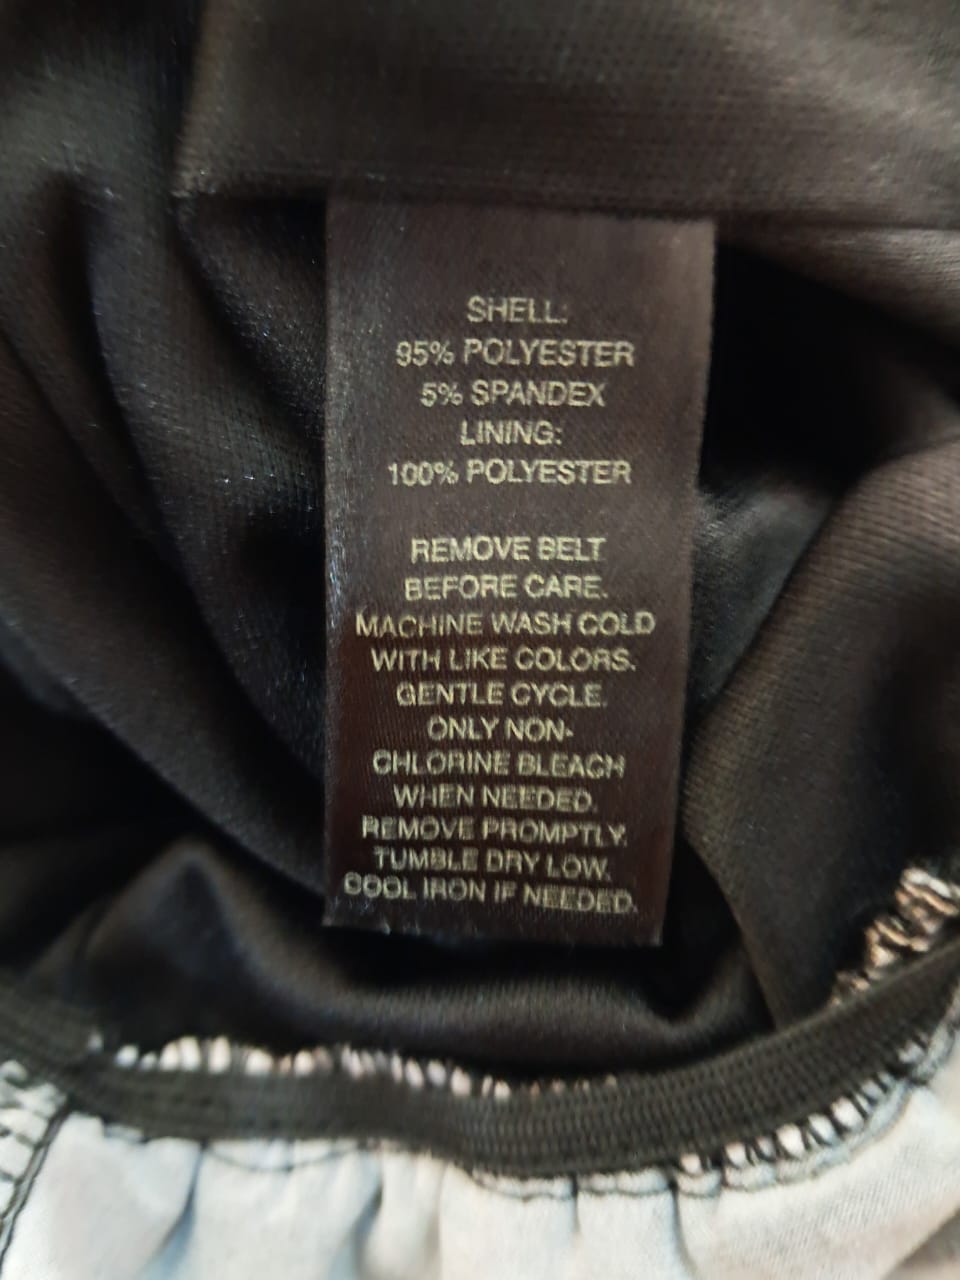 SHELL:
95% POLYESTER
5% SPANDEX
LINING:
100% POLYESTER
REMOVE BELT
BEFORE CARE.
MACHINE WASH COLD
WITH LIKE COLORS.
GENTLE CYCLE.
ONLY NON-
CHLORINE BLEACH
WHEN NEEDED.
REMOVE PROMPTLY.
TUMBLE DRY LOW.
COOL IRON IF NEEDED.